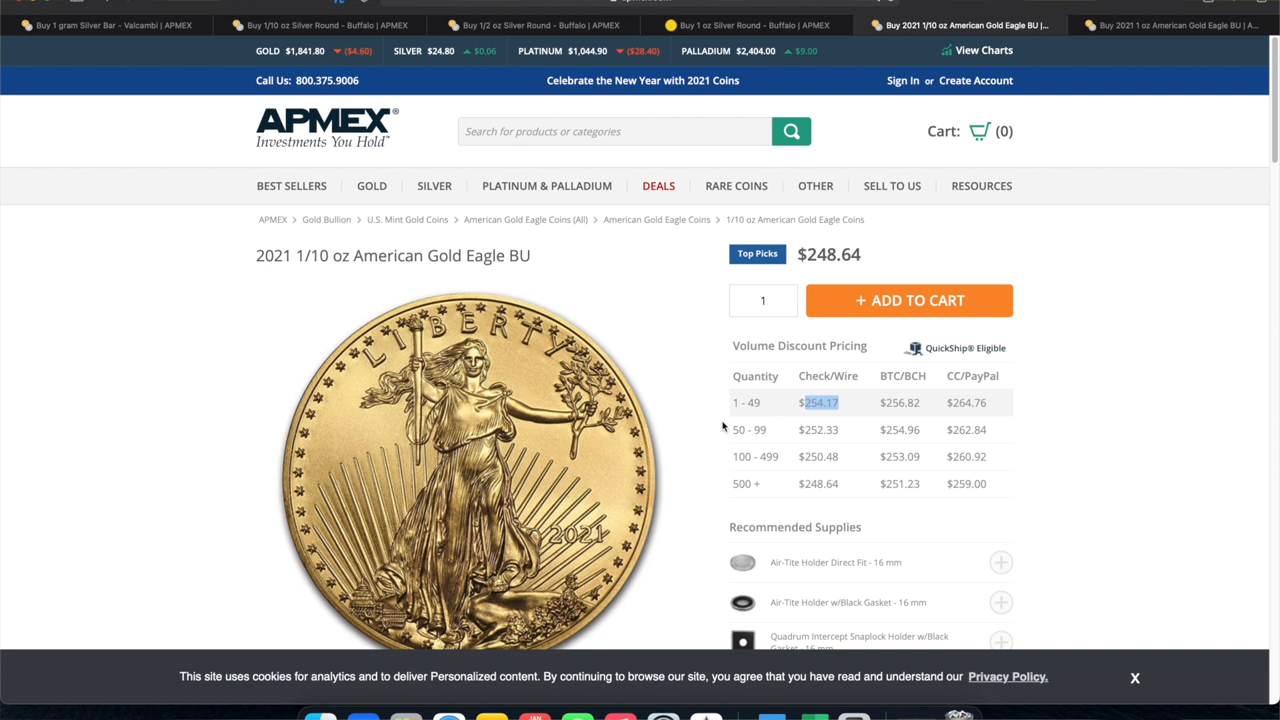 Buy 1 gram Silver Bar - Valcambi | APMEX
Buy 1/10 oz Silver Round - Buffalo | APMEX
Buy 1/2 oz Silver Round - Buffalo | APMEX
Buy 1 oz Silver Round - Buffalo | APMEX
Buy 2021 1/10 oz American Gold Eagle BU |...
Buy 2021 1 oz American Gold Eagle BU | A...
GOLD $1,841.80 ($4.60) SILVER $24.80 $0.06 PLATINUM $1,044.90 ($28.40) PALLADIUM $2,404.00 $9.00 View Charts
Call Us: 800.375.9006 Celebrate the New Year with 2021 Coins Sign In or Create Account
APMEX®
Investments You Hold™
Search for products or categories
Cart: (0)
BEST SELLERS GOLD SILVER PLATINUM & PALLADIUM DEALS RARE COINS OTHER SELL TO US RESOURCES
APMEX > Gold Bullion > U.S. Mint Gold Coins > American Gold Eagle Coins (All) > American Gold Eagle Coins > 1/10 oz American Gold Eagle Coins
2021 1/10 oz American Gold Eagle BU
Top Picks $248.64
1 + ADD TO CART
Volume Discount Pricing QuickShip® Eligible
Quantity Check/Wire BTC/BCH CC/PayPal
1 - 49 $254.17 $256.82 $264.76
50 - 99 $252.33 $254.96 $262.84
100 - 499 $250.48 $253.09 $260.92
500 + $248.64 $251.23 $259.00
LIBERTY
2021
Recommended Supplies
Air-Tite Holder Direct Fit - 16 mm
Air-Tite Holder w/Black Gasket - 16 mm
Quadrum Intercept Snaplock Holder w/Black
This site uses cookies for analytics and to deliver Personalized content. By continuing to browse our site, you agree that you have read and understand our Privacy Policy. X